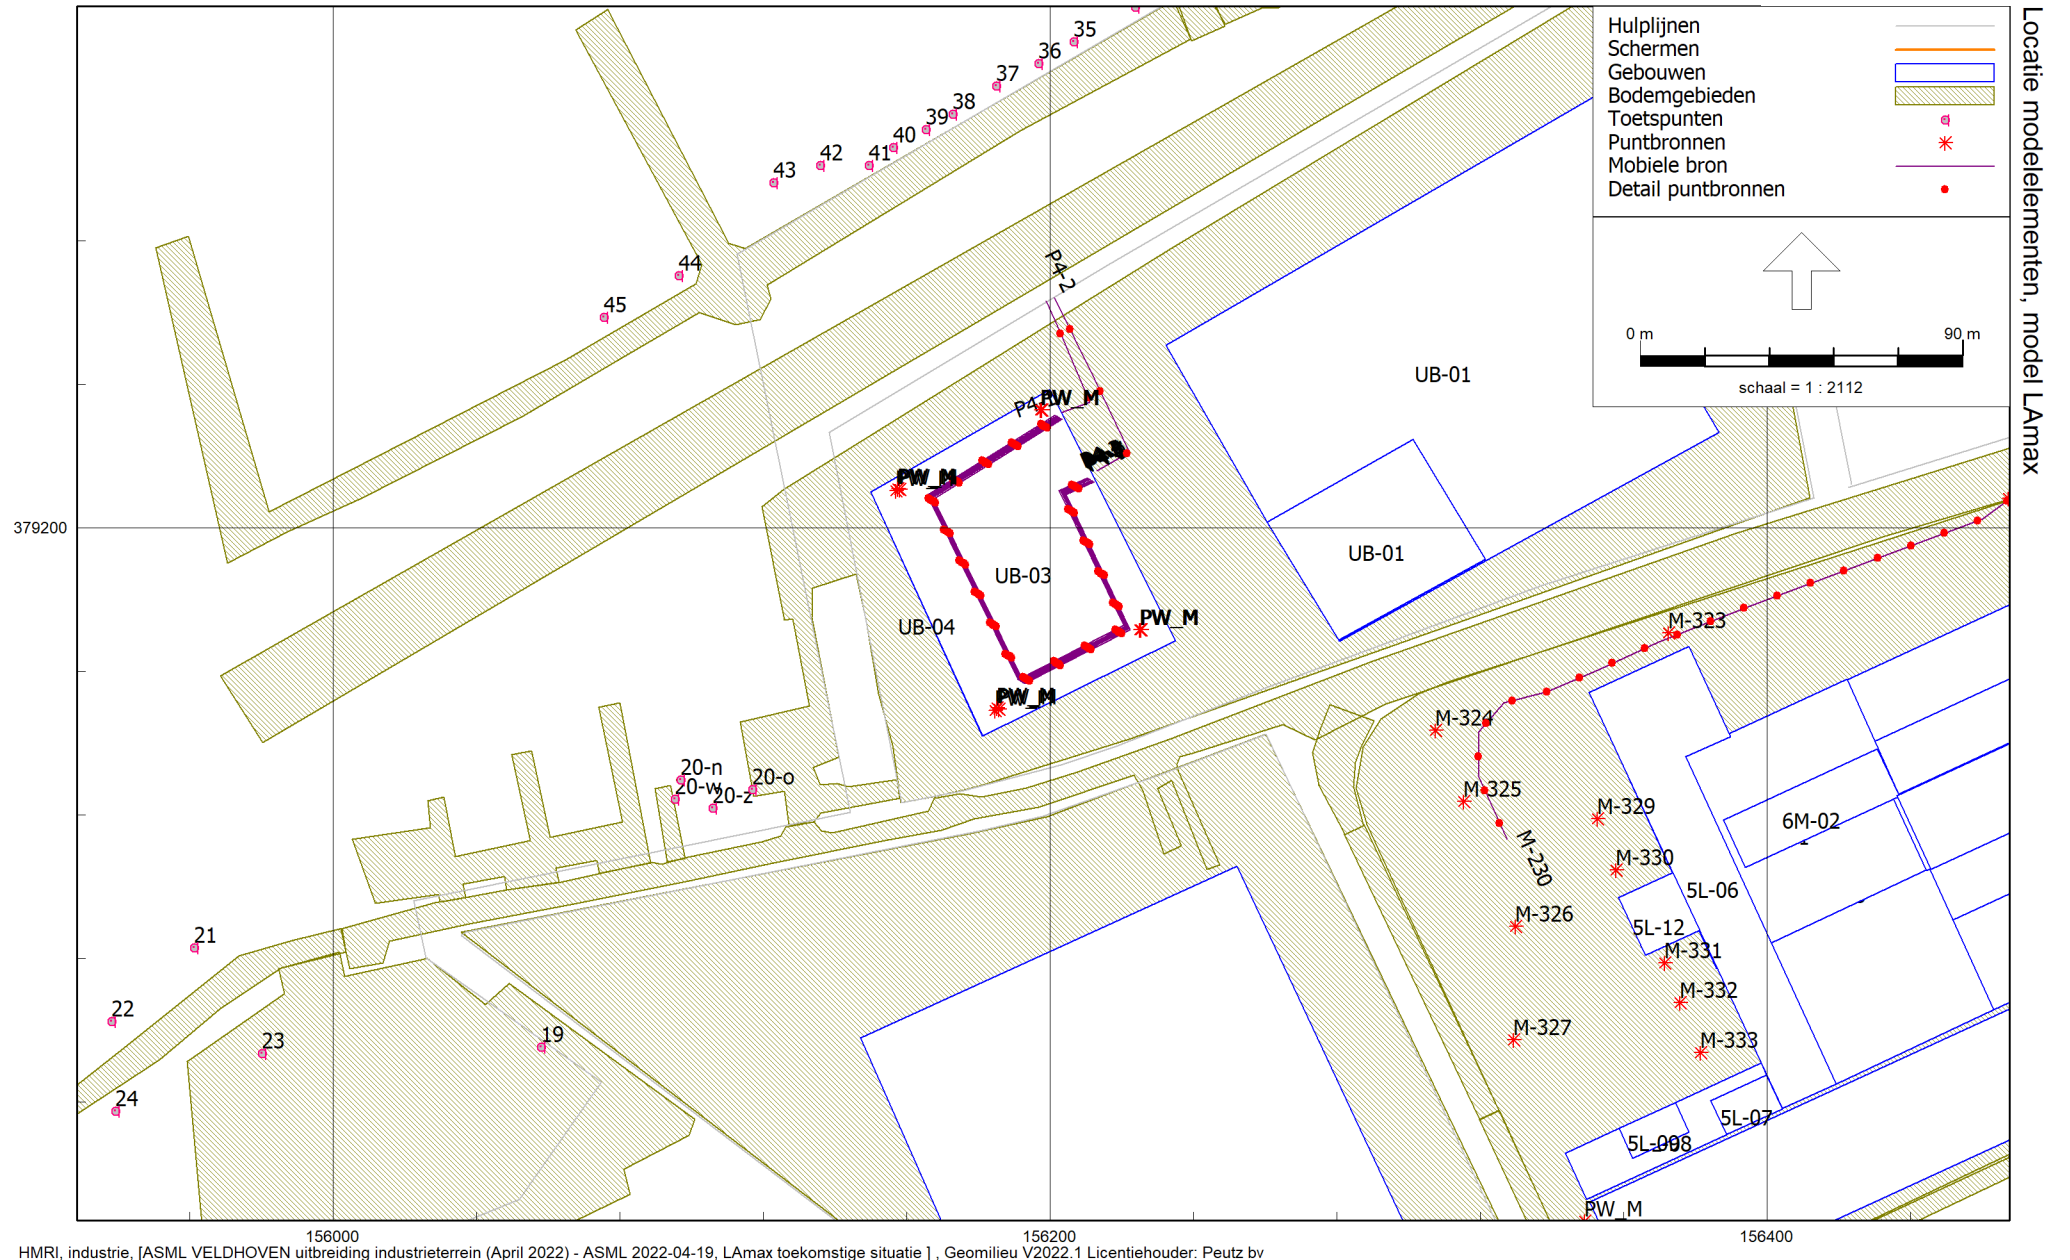 Locatie modelelementen, model LAmax
Hulplijnen
Schermen
Gebouwen
Bodemgebieden
Toetspunten
Puntbronnen
Mobiele bron
Detail puntbronnen
0 m
90 m
schaal = 1 : 2112
35
36
37
38
39
40
41
42
43
44
45
P4-2
PW_M
PW_M
UB-01
UB-01
379200
UB-03
UB-04
PW_M
PW_M
M-323
M-324
M-325
M-329
M-230
M-330
M-326
5L-06
5L-12
M-331
M-332
M-327
M-333
6M-02
20-n
20-w
20-z
20-o
21
22
23
24
19
5L-07
PW_M
156000
156200
156400
HMRI, industrie, [ASML VELDHOVEN uitbreiding industrieterrein (April 2022) - ASML 2022-04-19, LAmax toekomstige situatie ] , Geomilieu V2022.1 Licentiehouder: Peutz bv